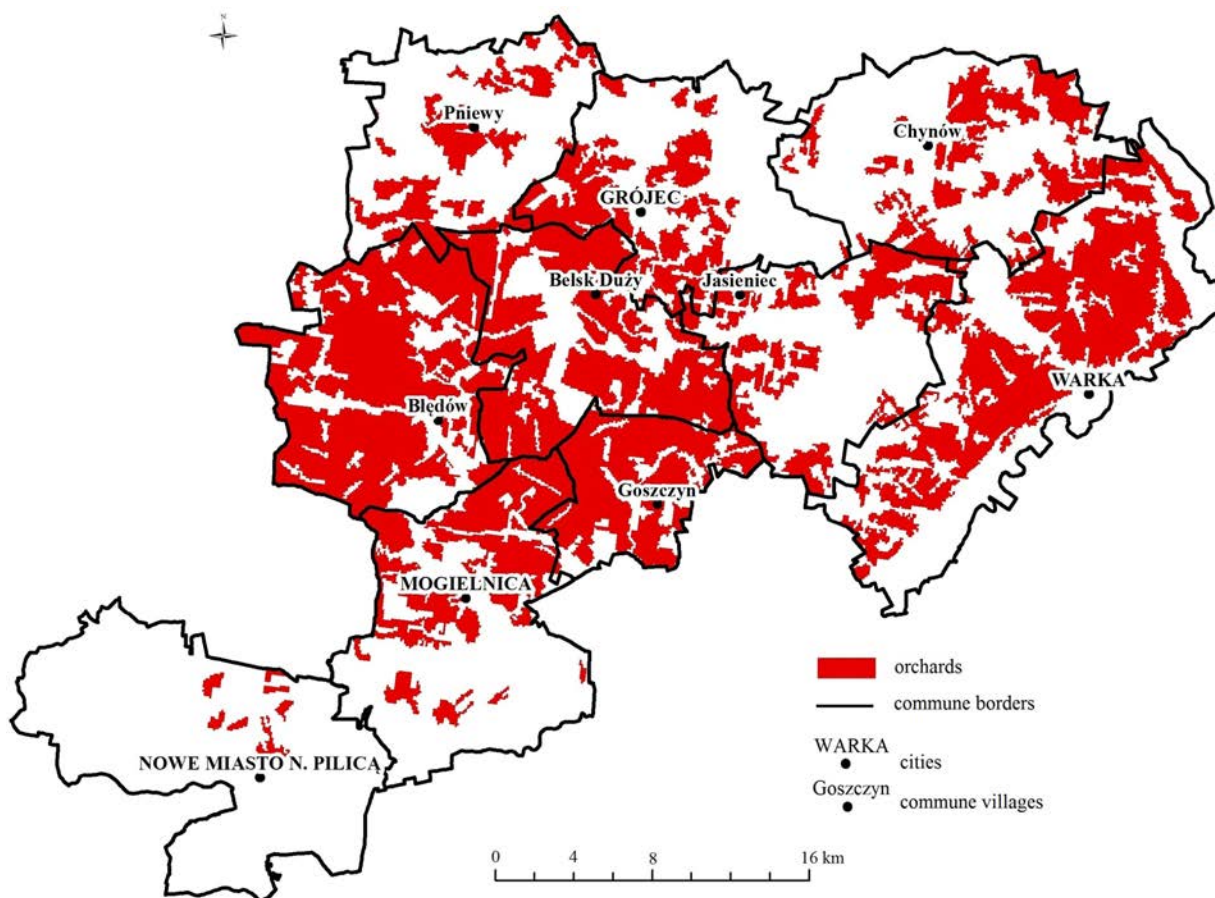 N
Pniewy
Chynów
GRÓJEC
Belsk Duży
Jasieniec
WARKA
Błędów
Goszczyn
MOGIELNICA
NOWE MIASTO N. PILICĄ
orchards
commune borders
WARKA
cities
Goszczyn
commune villages
0 4 8 16 km